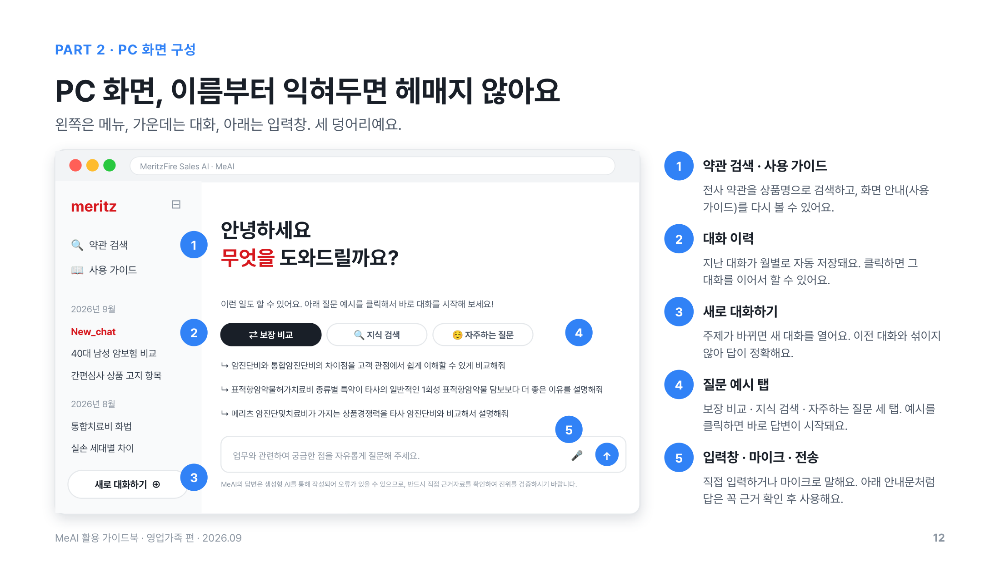 PART 2 · PC 화면 구성
PC 화면, 이름부터 익혀두면 헤매지 않아요
왼쪽은 메뉴, 가운데는 대화, 아래는 입력창. 세 덩어리예요.
MeritzFire Sales AI · MeAI
meritz
🔍 약관 검색
1
📖 사용 가이드
2026년 9월
New_chat
2
40대 남성 암보험 비교
간편심사 상품 고지 항목
2026년 8월
통합치료비 화법
실손 세대별 차이
새로 대화하기 ⊕
3
안녕하세요
무엇을 도와드릴까요?
이런 일도 할 수 있어요. 아래 질문 예시를 클릭해서 바로 대화를 시작해 보세요!
⇄ 보장 비교
🔍 지식 검색
☺️ 자주하는 질문
4
↳ 암진단비와 통합암진단비의 차이점을 고객 관점에서 쉽게 이해할 수 있게 비교해줘
↳ 표적항암약물허가치료비 종류별 특약이 타사의 일반적인 1회성 표적항암약물 담보보다 더 좋은 이유를 설명해줘
↳ 메리츠 암진단및치료비가 가지는 상품경쟁력을 타사 암진단비와 비교해서 설명해줘
5
업무와 관련하여 궁금한 점을 자유롭게 질문해 주세요. 🎤 ↑
MeAI의 답변은 생성형 AI를 통해 작성되어 오류가 있을 수 있으므로, 반드시 직접 근거자료를 확인하여 진위를 검증하시기 바랍니다.
1 약관 검색 · 사용 가이드
전사 약관을 상품명으로 검색하고, 화면 안내(사용
가이드)를 다시 볼 수 있어요.
2 대화 이력
지난 대화가 월별로 자동 저장돼요. 클릭하면 그
대화를 이어서 할 수 있어요.
3 새로 대화하기
주제가 바뀌면 새 대화를 열어요. 이전 대화와 섞이지
않아 답이 정확해요.
4 질문 예시 탭
보장 비교 · 지식 검색 · 자주하는 질문 세 탭. 예시를
클릭하면 바로 답변이 시작돼요.
5 입력창 · 마이크 · 전송
직접 입력하거나 마이크로 말해요. 아래 안내문처럼
답은 꼭 근거 확인 후 사용해요.
MeAI 활용 가이드북 · 영업가족 편 · 2026.09
12